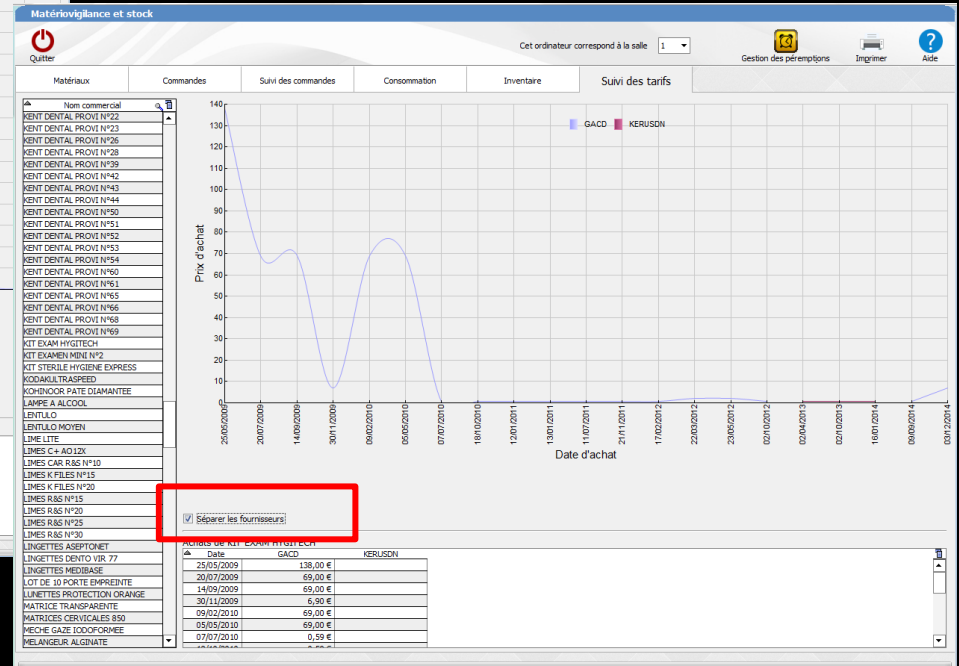 Matériovigilance et stock
Quitter
Cet ordinateur correspond à la salle 1
Gestion des péremptions
Imprimer
Aide
Matériaux
Commandes
Suivi des commandes
Consommation
Inventaire
Suivi des tarifs
Nom commercial
KENT DENTAL PROVI N°22
KENT DENTAL PROVI N°23
KENT DENTAL PROVI N°26
KENT DENTAL PROVI N°28
KENT DENTAL PROVI N°39
KENT DENTAL PROVI N°42
KENT DENTAL PROVI N°43
KENT DENTAL PROVI N°44
KENT DENTAL PROVI N°50
KENT DENTAL PROVI N°51
KENT DENTAL PROVI N°52
KENT DENTAL PROVI N°53
KENT DENTAL PROVI N°54
KENT DENTAL PROVI N°60
KENT DENTAL PROVI N°61
KENT DENTAL PROVI N°65
KENT DENTAL PROVI N°66
KENT DENTAL PROVI N°68
KENT DENTAL PROVI N°69
KIT EXAM HYGITECH
KIT EXAMEN MINI N°2
KIT STERILE HYGIENE EXPRESS
KODAKULTRASPEED
KOHINOOR PATE DIAMANTEE
LAMPE A ALCOOL
LENTULO
LENTULO MOYEN
LIME LITE
LIMES C+ AO12X
LIMES CAR R&S N°10
LIMES K FILES N°15
LIMES K FILES N°20
LIMES R&S N°15
LIMES R&S N°20
LIMES R&S N°25
LIMES R&S N°30
LINGETTES ASEPTONET
LINGETTES DENTO VIR 77
LINGETTES MEDIBASE
LOT DE 10 PORTE EMPREINTE
LUNETTES PROTECTION ORANGE
MATRICE TRANSPARENTE
MATRICES CERVICALES 850
MECHE GAZE IODOFORMEE
MELANGEUR ALGINATE
GACD KERUSDN
Prix d'achat
140
130
120
110
100
90
80
70
60
50
40
30
20
10
0
25/05/2009
20/07/2009
14/09/2009
30/11/2009
09/02/2010
05/05/2010
07/07/2010
18/10/2010
12/01/2011
13/01/2011
11/07/2011
21/11/2011
17/02/2012
22/03/2012
23/05/2012
02/10/2012
02/04/2013
02/10/2013
16/01/2014
09/09/2014
03/12/2014
Date d'achat
Séparer les fournisseurs
Achats de KIT EXAM HYGITECH
Date GACD KERUSDN
25/05/2009 138,00 €
20/07/2009 69,00 €
14/09/2009 69,00 €
30/11/2009 6,90 €
09/02/2010 69,00 €
05/05/2010 69,00 €
07/07/2010 0,59 €